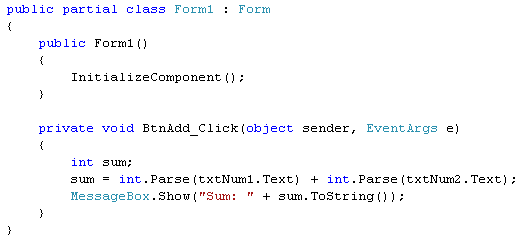 public partial class Form1 : Form
{
    public Form1()
    {
        InitializeComponent();
    }

    private void BtnAdd_Click(object sender, EventArgs e)
    {
        int sum;
        sum = int.Parse(txtNum1.Text) + int.Parse(txtNum2.Text);
        MessageBox.Show("Sum: " + sum.ToString());
    }
}